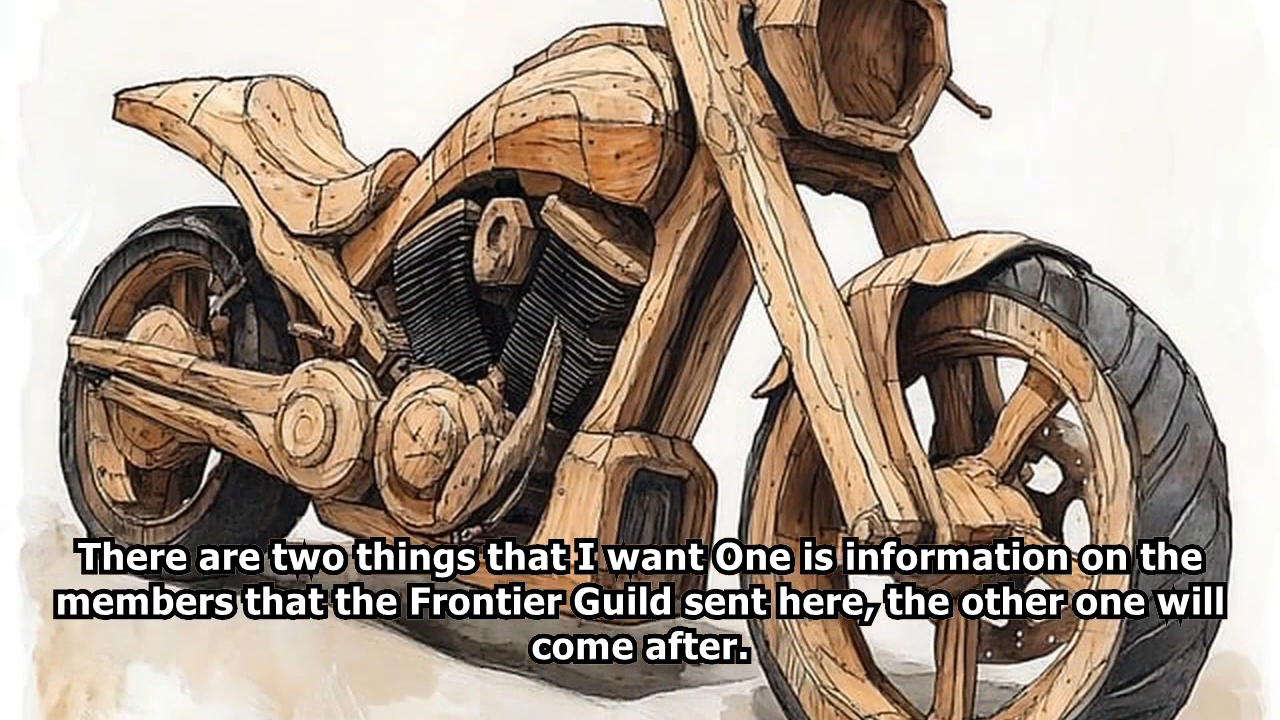 There are two things that I want One is information on the
members that the Frontier Guild sent here, the other one will
come after.